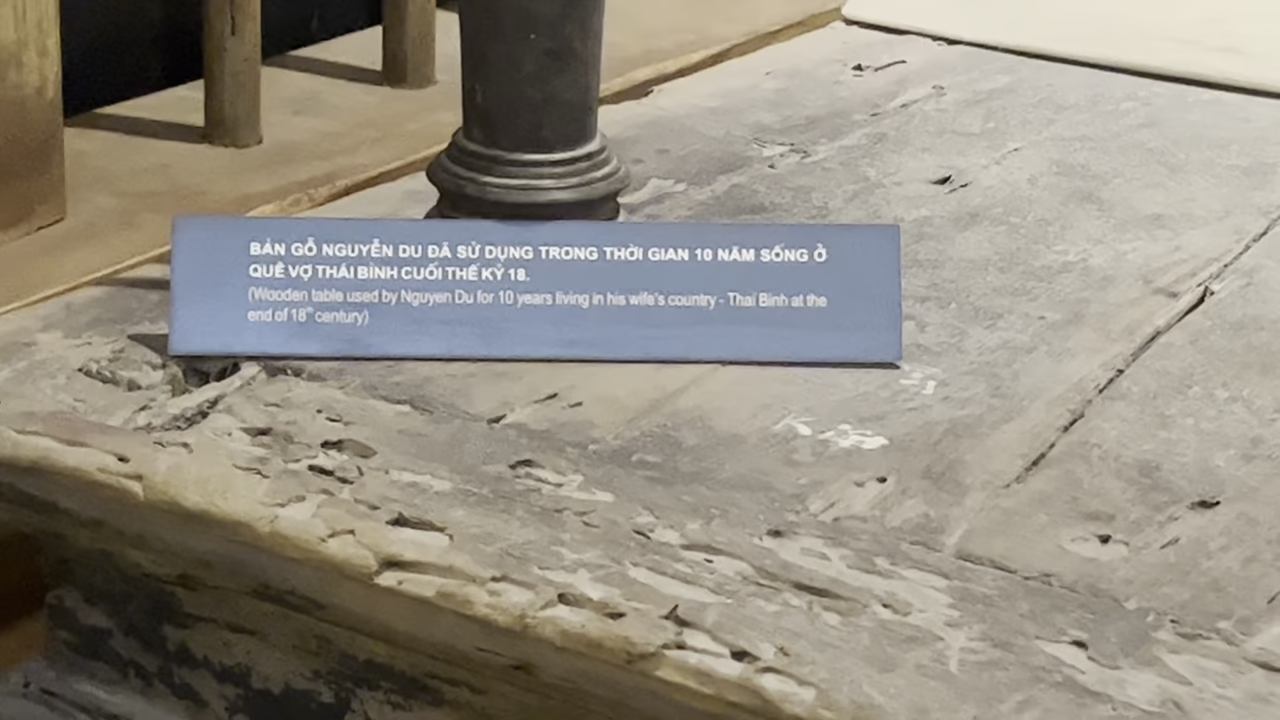 BẢN GỖ NGUYỄN DU ĐÃ SỬ DỤNG TRONG THỜI GIAN 10 NĂM SỐNG Ở
QUÊ VỢ THÁI BÌNH CUỐI THẾ KỶ 18.
(Wooden table used by Nguyen Du for 10 years living in his wife's country - Thai Binh at the
end of 18th century)